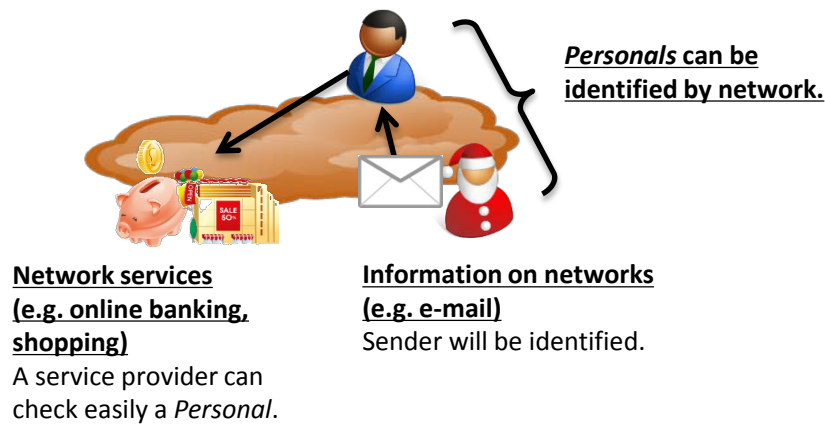 Personals can be
identified by network.
OPEN
SALE
50%
Network services
(e.g. online banking,
shopping)
A service provider can
check easily a Personal.
Information on networks
(e.g. e-mail)
Sender will be identified.